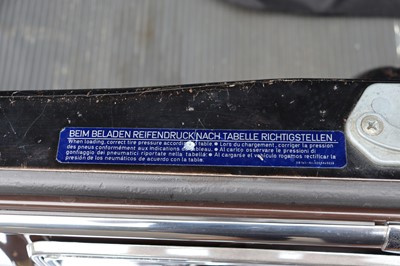 BEIM BELADEN REIFENDRUCK NACH TABELLE RICHTIGSTELLEN
When loading, correct tire pressure acc. to table. ● Lors du chargement, corriger la pression
des pneus conformément aux indications du tableau. ● Al carico osservare le pressioni di
gonfiaggio dei pneumatici riportate nella tabella. ● Al cargarse el vehículo rogamos rectificar la
presión de los neumáticos de acuerdo con la table.